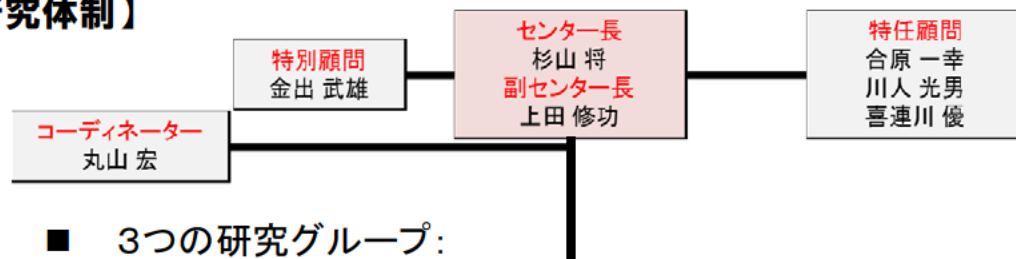 究体制】
センター長
杉山 将
副センター長
上田 修功
特任顧問
合原 一幸
川人 光男
喜連川 優
特別顧問
金出 武雄
コーディネーター
丸山 宏
■ 3つの研究グループ: